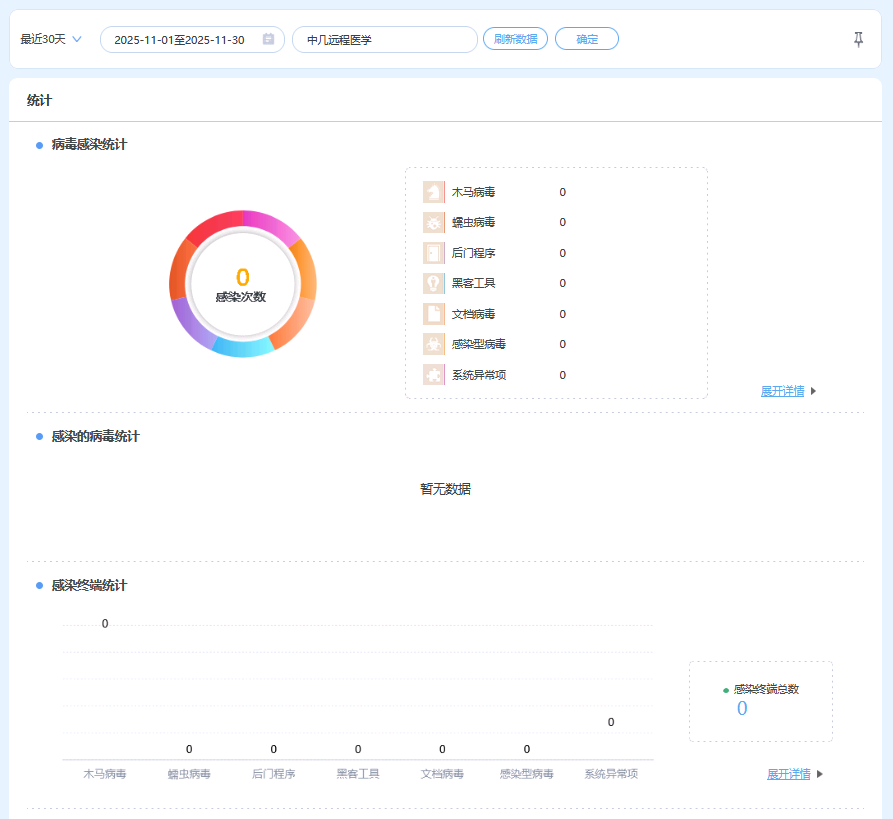 最近30天 2025-11-01至2025-11-30 中几远程医学 刷新数据 确定
统计
病毒感染统计
0
感染次数
木马病毒 0
蠕虫病毒 0
后门程序 0
黑客工具 0
文档病毒 0
感染型病毒 0
系统异常项 0
展开详情
感染的病毒统计
暂无数据
感染终端统计
0
0 0 0 0 0 0
木马病毒 蠕虫病毒 后门程序 黑客工具 文档病毒 感染型病毒 系统异常项
感染终端总数
0
展开详情